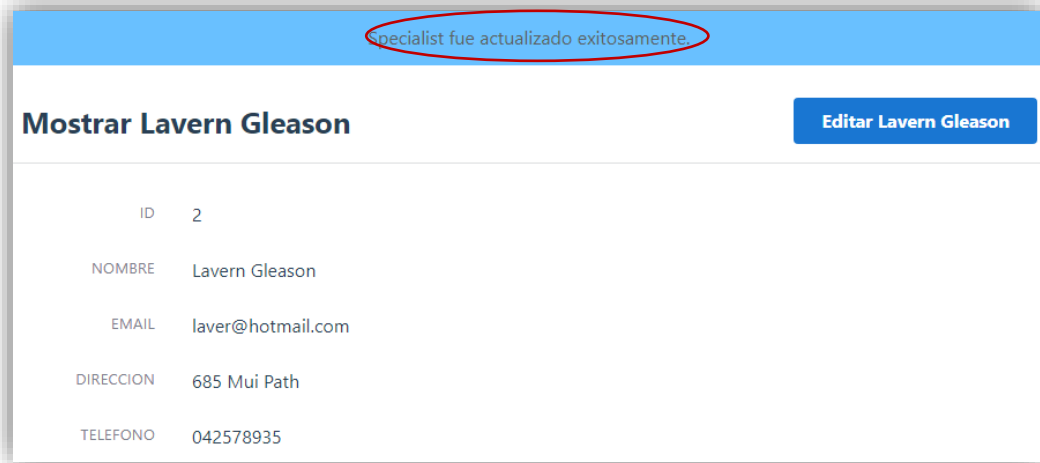 Specialist fue actualizado exitosamente.
Mostrar Lavern Gleason
Editar Lavern Gleason
ID 2
NOMBRE Lavern Gleason
EMAIL laver@hotmail.com
DIRECCION 685 Mui Path
TELEFONO 042578935